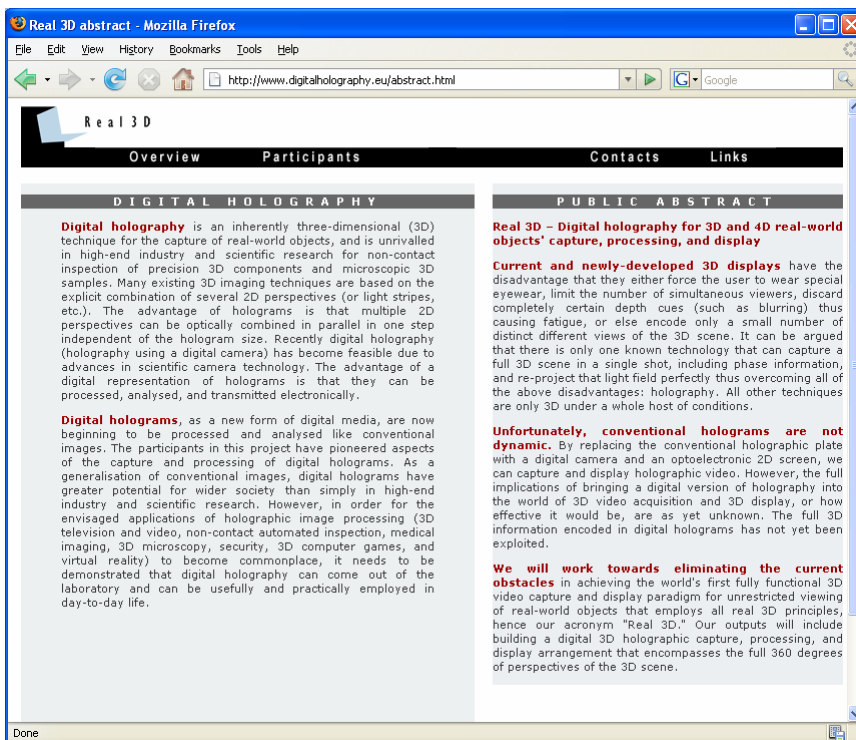 Real 3D abstract - Mozilla Firefox
File Edit View History Bookmarks Tools Help
http://www.digitalholography.eu/abstract.html
G Google
Real3D
Overview Participants Contacts Links
DIGITAL HOLOGRAPHY
Digital holography is an inherently three-dimensional (3D)
technique for the capture of real-world objects, and is unrivalled
in high-end industry and scientific research for non-contact
inspection of precision 3D components and microscopic 3D
samples. Many existing 3D imaging techniques are based on the
explicit combination of several 2D perspectives (or light stripes,
etc.). The advantage of holograms is that multiple 2D
perspectives can be optically combined in parallel in one step
independent of the hologram size. Recently digital holography
(holography using a digital camera) has become feasible due to
advances in scientific camera technology. The advantage of a
digital representation of holograms is that they can be
processed, analysed, and transmitted electronically.
Digital holograms, as a new form of digital media, are now
beginning to be processed and analysed like conventional
images. The participants in this project have pioneered aspects
of the capture and processing of digital holograms. As a
generalisation of conventional images, digital holograms have
greater potential for wider society than simply in high-end
industry and scientific research. However, in order for the
envisaged applications of holographic image processing (3D
television and video, non-contact automated inspection, medical
imaging, 3D microscopy, security, 3D computer games, and
virtual reality) to become commonplace, it needs to be
demonstrated that digital holography can come out of the
laboratory and can be usefully and practically employed in
day-to-day life.
PUBLIC ABSTRACT
Real 3D – Digital holography for 3D and 4D real-world
objects' capture, processing, and display
Current and newly-developed 3D displays have the
disadvantage that they either force the user to wear special
eyewear, limit the number of simultaneous viewers, discard
completely certain depth cues (such as blurring) thus
causing fatigue, or else encode only a small number of
distinct different views of the 3D scene. It can be argued
that there is only one known technology that can capture a
full 3D scene in a single shot, including phase information,
and re-project that light field perfectly thus overcoming all of
the above disadvantages: holography. All other techniques
are only 3D under a whole host of conditions.
Unfortunately, conventional holograms are not
dynamic. By replacing the conventional holographic plate
with a digital camera and an optoelectronic 2D screen, we
can capture and display holographic video. However, the full
implications of bringing a digital version of holography into
the world of 3D video acquisition and 3D display, or how
effective it would be, are as yet unknown. The full 3D
information encoded in digital holograms has not yet been
exploited.
We will work towards eliminating the current
obstacles in achieving the world's first fully functional 3D
video capture and display paradigm for unrestricted viewing
of real-world objects that employs all real 3D principles,
hence our acronym "Real 3D." Our outputs will include
building a digital 3D holographic capture, processing, and
display arrangement that encompasses the full 360 degrees
of perspectives of the 3D scene.
Done